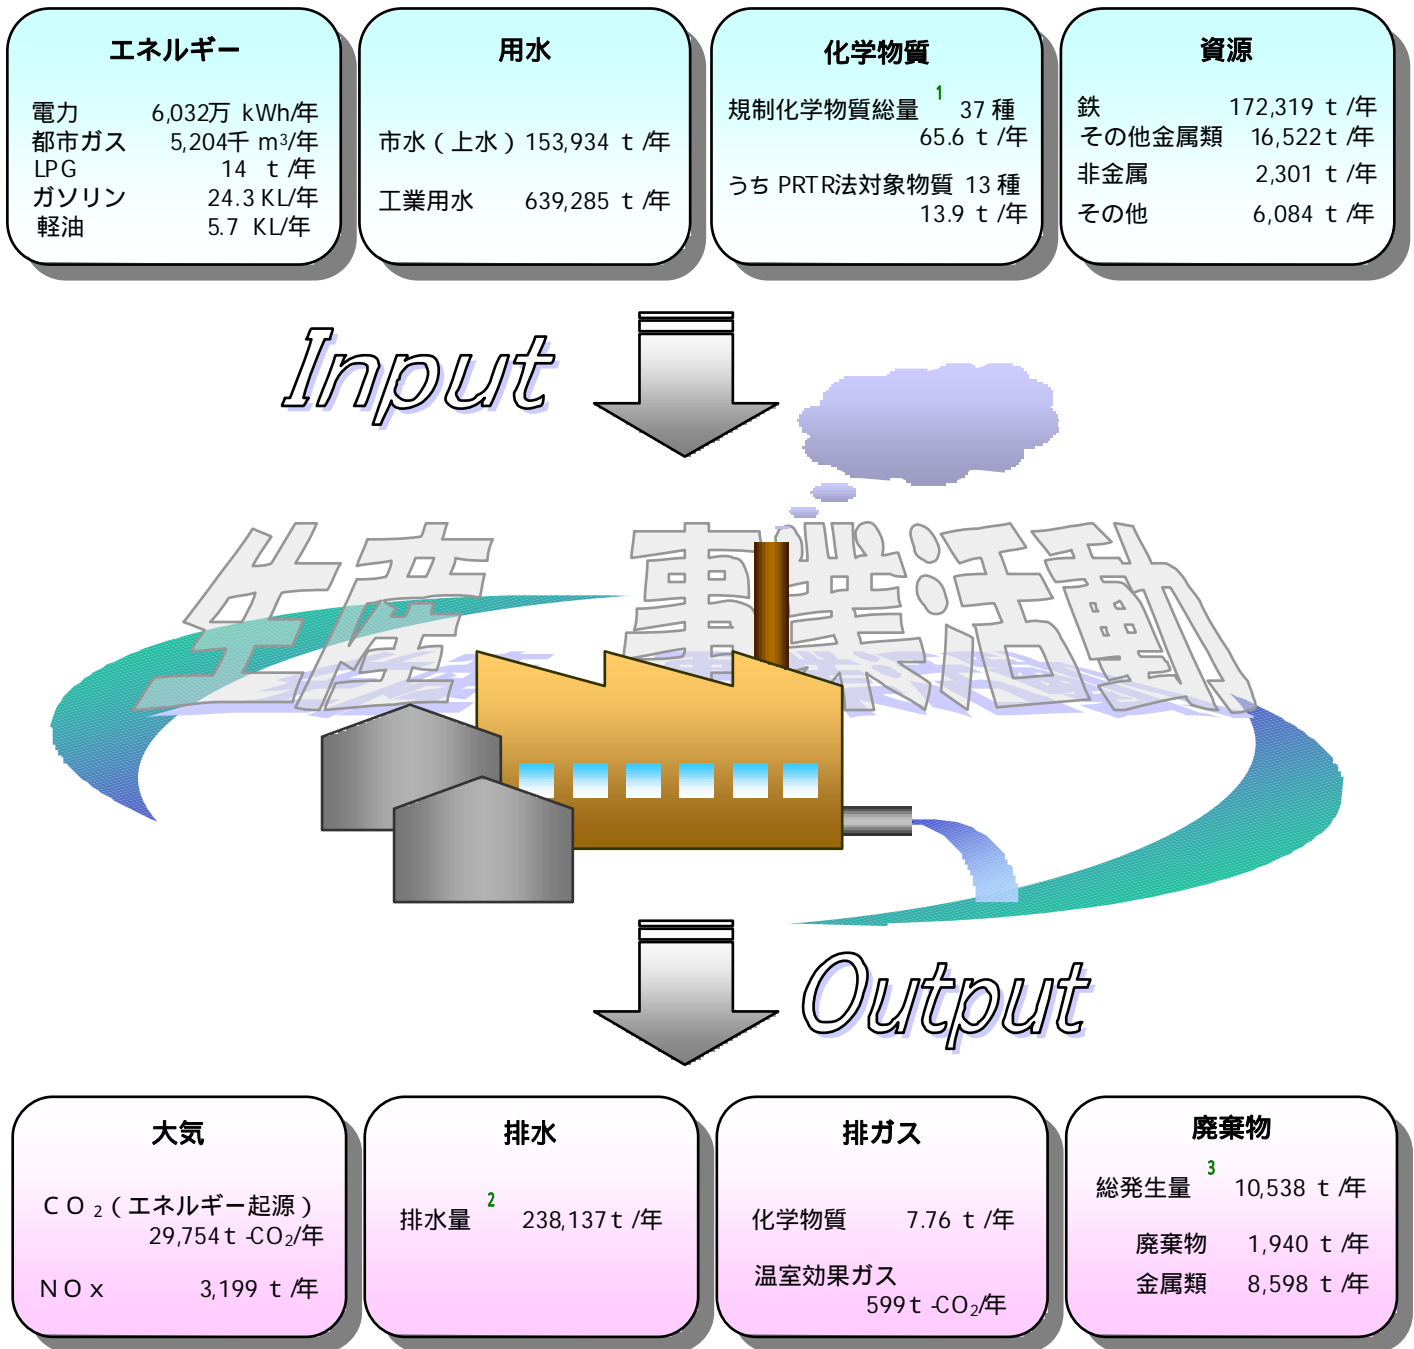 エネルギー
電力 6,032万 kWh/年
都市ガス 5,204千 m³/年
LPG 14 t /年
ガソリン 24.3 KL/年
軽油 5.7 KL/年
用水
市水（上水）153,934 t /年
工業用水 639,285 t /年
化学物質
規制化学物質総量 1 37 種
65.6 t /年
うち PRTR法対象物質 13 種
13.9 t /年
資源
鉄 172,319 t /年
その他金属類 16,522 t /年
非金属 2,301 t /年
その他 6,084 t /年
Input
生産 事業活動
Output
大気
ＣＯ₂（エネルギー起源）
29,754 t -CO₂/年
ＮＯｘ 3,199 t /年
排水
排水量 2 238,137 t /年
排ガス
化学物質 7.76 t /年
温室効果ガス
599 t -CO₂/年
廃棄物
総発生量 3 10,538 t /年
廃棄物 1,940 t /年
金属類 8,598 t /年